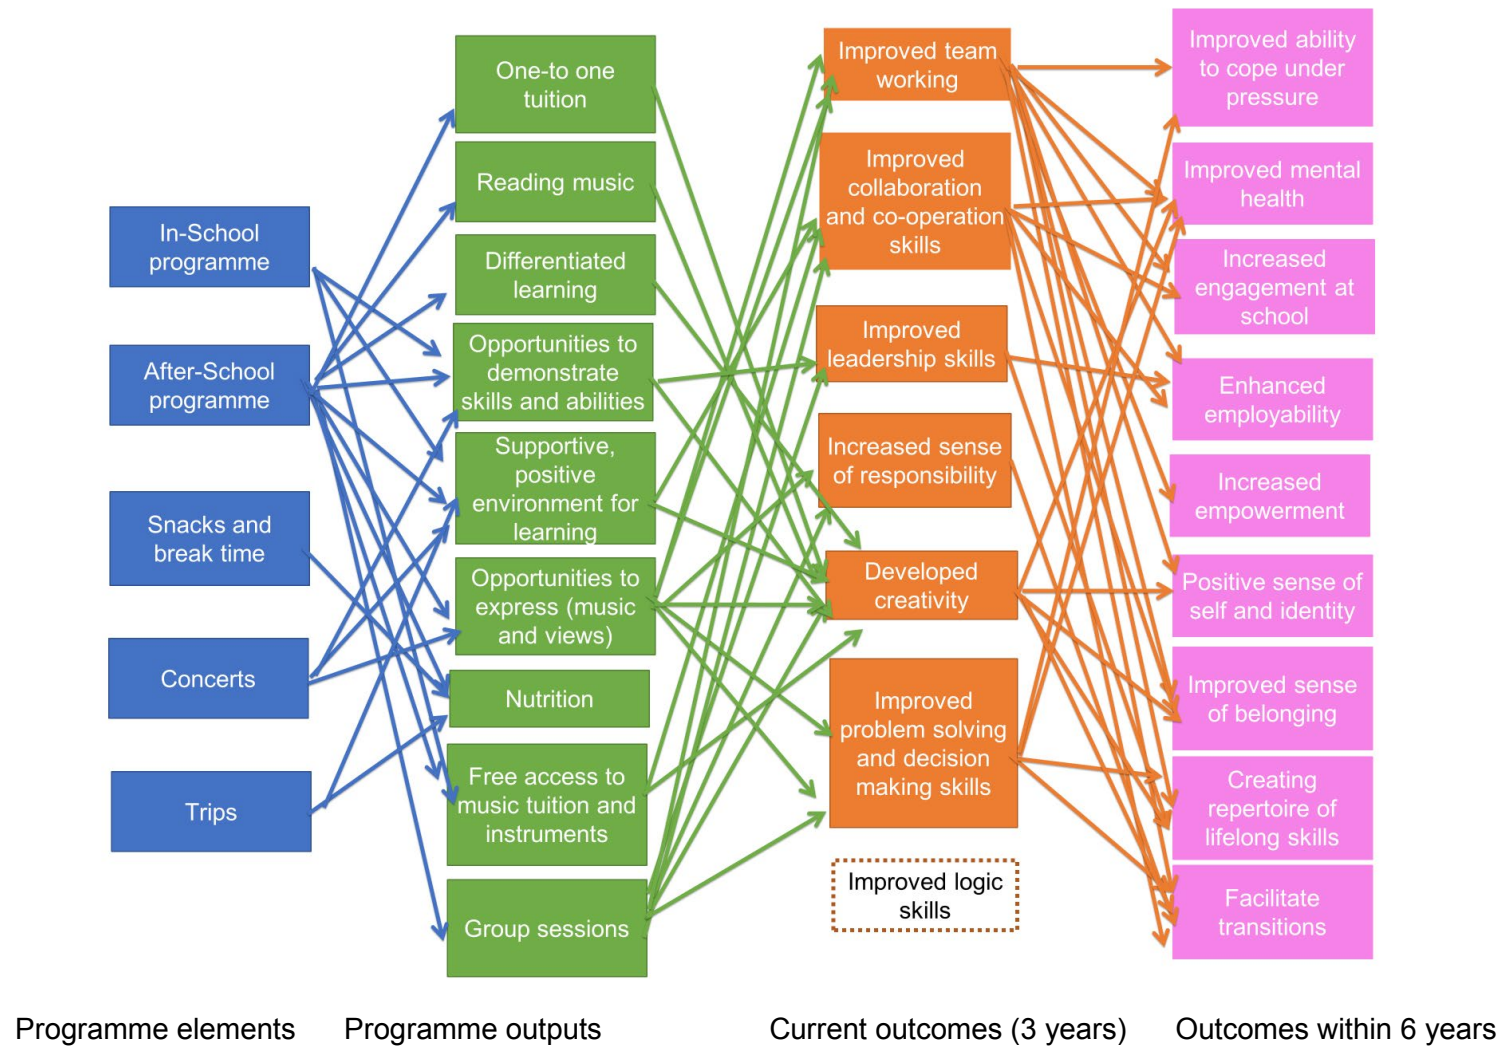 In-School
programme
After-School
programme
Snacks and
break time
Concerts
Trips
One-to one
tuition
Reading music
Differentiated
learning
Opportunities to
demonstrate
skills and abilities
Supportive,
positive
environment for
learning
Opportunities to
express (music
and views)
Nutrition
Free access to
music tuition and
instruments
Group sessions
Improved team
working
Improved
collaboration
and co-operation
skills
Improved
leadership skills
Increased sense
of responsibility
Developed
creativity
Improved
problem solving
and decision
making skills
Improved logic
skills
Improved ability
to cope under
pressure
Improved mental
health
Increased
engagement at
school
Enhanced
employability
Increased
empowerment
Positive sense of
self and identity
Improved sense
of belonging
Creating
repertoire of
lifelong skills
Facilitate
transitions
Programme elements
Programme outputs
Current outcomes (3 years)
Outcomes within 6 years